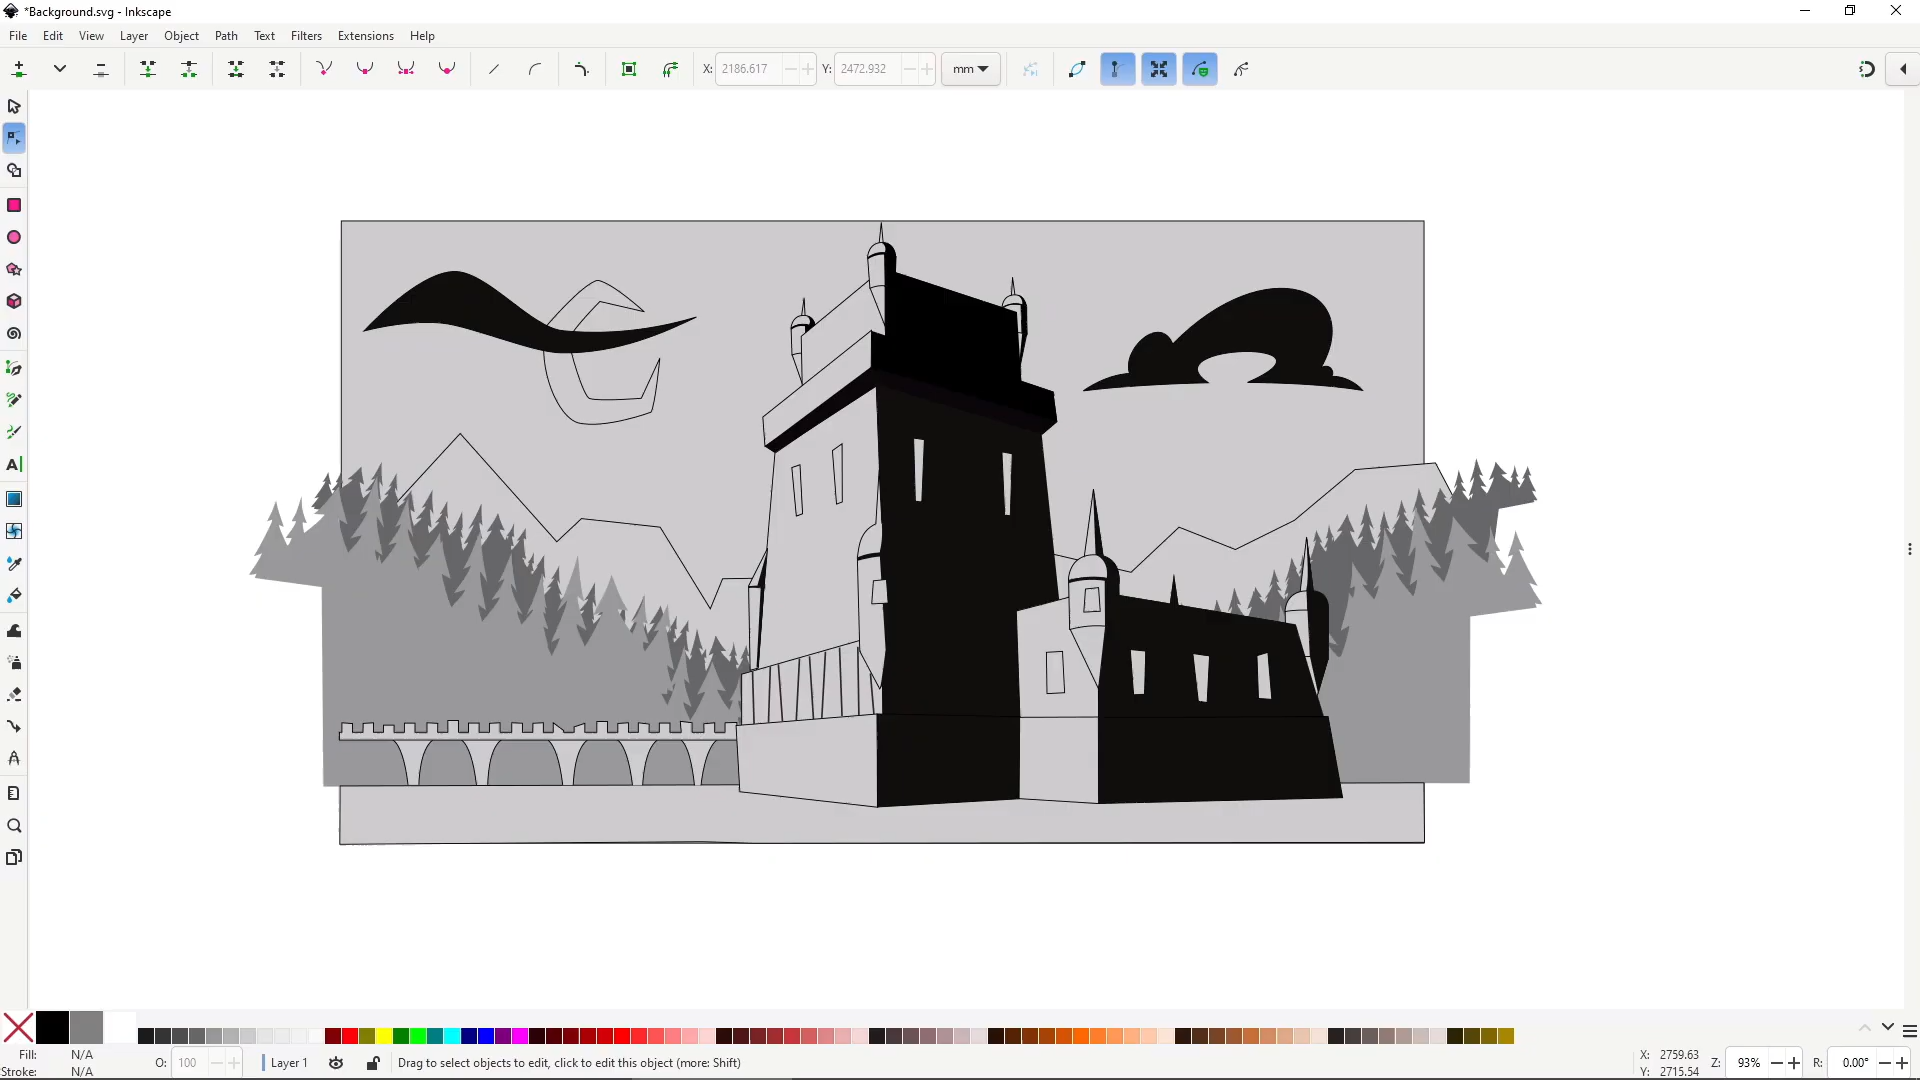 *Background.svg - Inkscape
File Edit View Layer Object Path Text Filters Extensions Help
X: 2186.617 Y: 2472.932 mm
A
Fill: N/A O: 100 Layer 1 Drag to select objects to edit, click to edit this object (more: Shift) X: 2759.63 Z: 93% R: 0.00°
Stroke: N/A Y: 2715.54